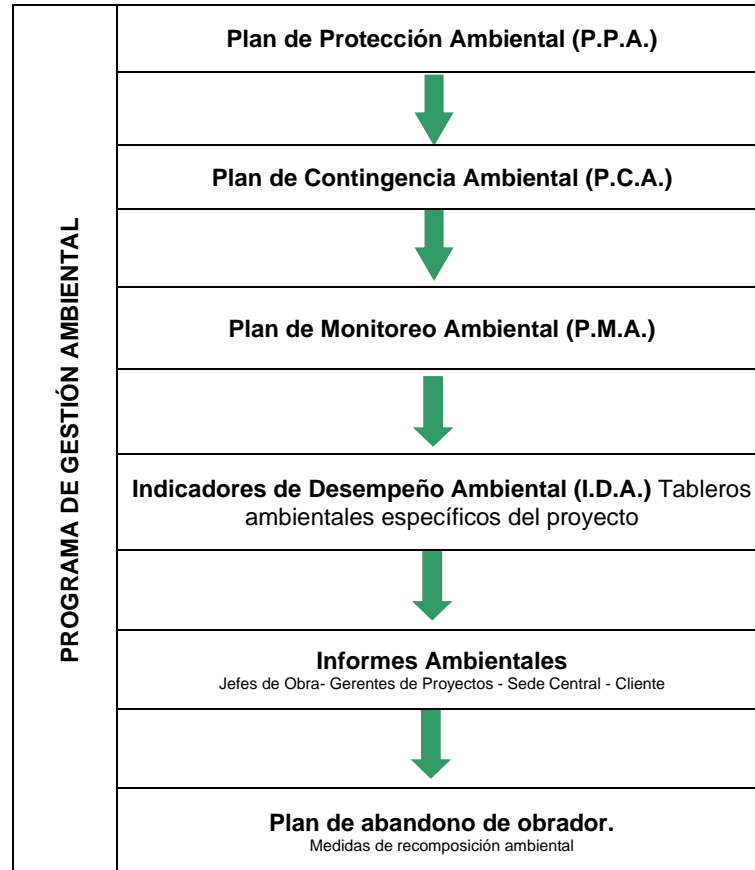 PROGRAMA DE GESTIÓN AMBIENTAL
Plan de Protección Ambiental (P.P.A.)
Plan de Contingencia Ambiental (P.C.A.)
Plan de Monitoreo Ambiental (P.M.A.)
Indicadores de Desempeño Ambiental (I.D.A.) Tableros
ambientales específicos del proyecto
Informes Ambientales
Jefes de Obra- Gerentes de Proyectos - Sede Central - Cliente
Plan de abandono de obrador.
Medidas de recomposición ambiental